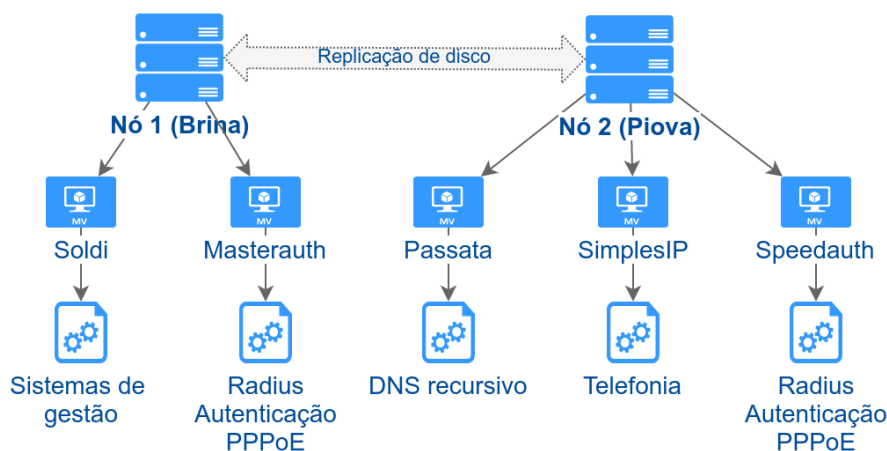 Replicação de disco
Nó 1 (Brina)
Nó 2 (Piova)
MV
MV
MV
MV
MV
Soldi
Masterauth
Passata
SimplesIP
Speedauth
Sistemas de
gestão
Radius
Autenticação
PPPoE
DNS recursivo
Telefonia
Radius
Autenticação
PPPoE